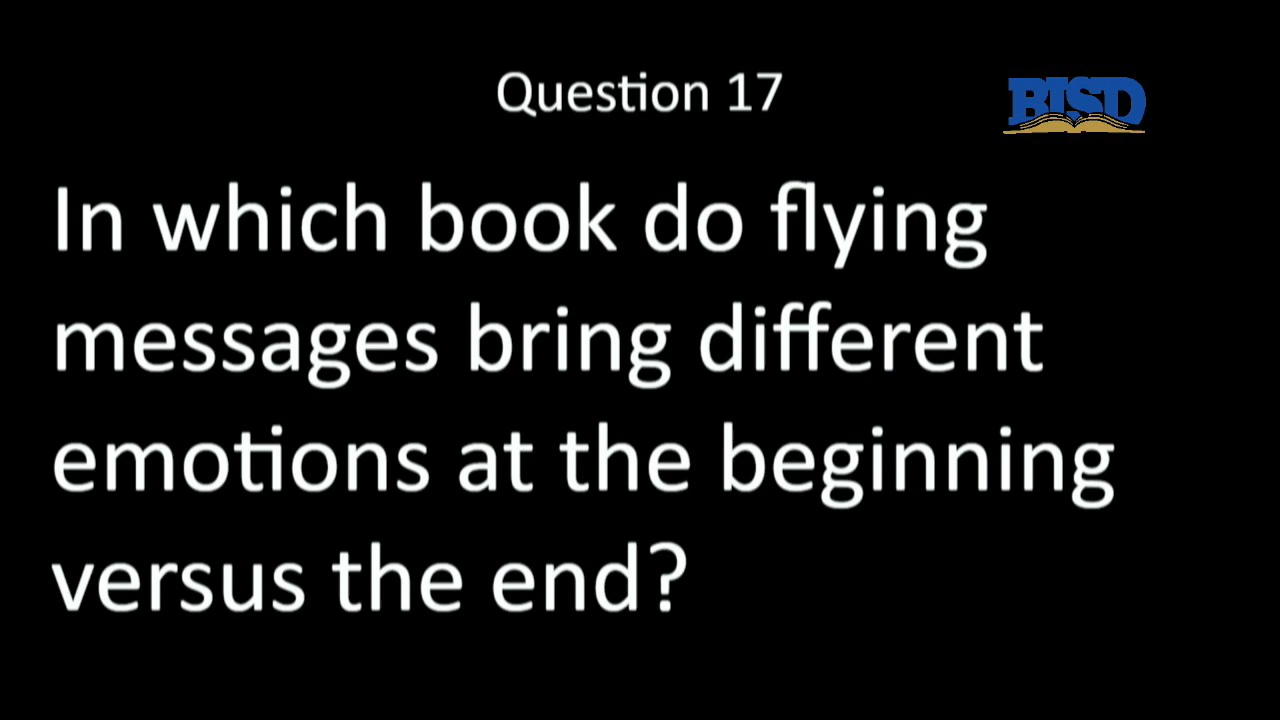 Question 17
BISD
In which book do flying
messages bring different
emotions at the beginning
versus the end?